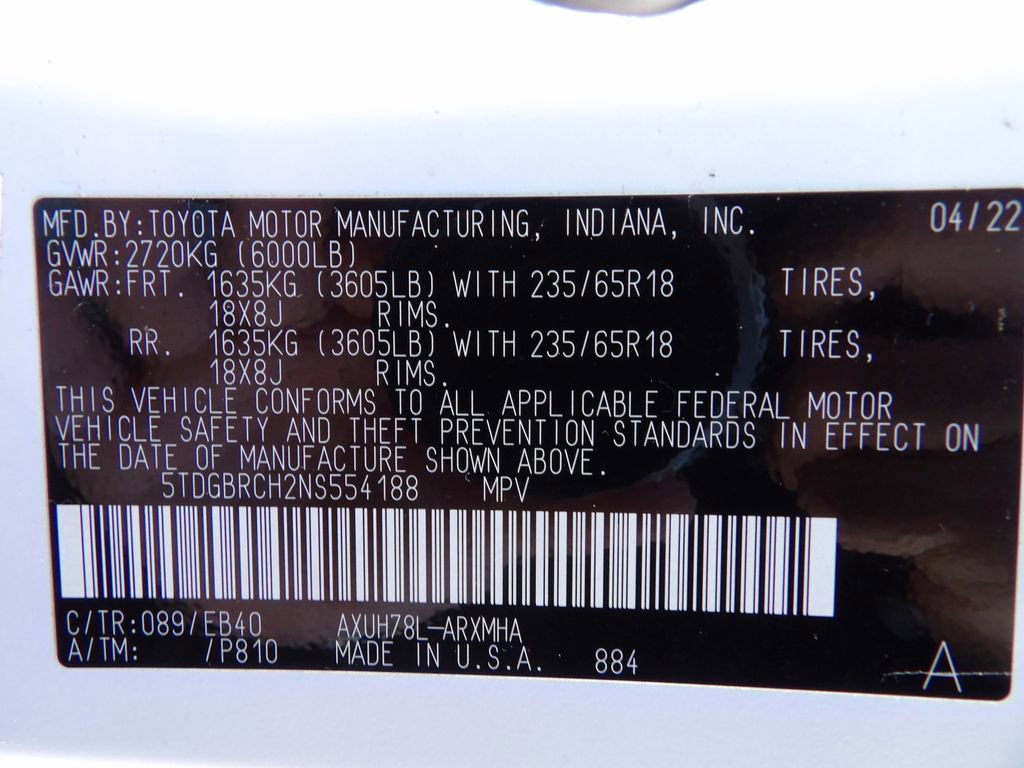 MFD.BY:TOYOTA MOTOR MANUFACTURING, INDIANA, INC. 04/22
GVWR:2720KG (6000LB)
GAWR:FRT. 1635KG (3605LB) WITH 235/65R18 TIRES,
18X8J RIMS.
RR. 1635KG (3605LB) WITH 235/65R18 TIRES,
18X8J RIMS.
THIS VEHICLE CONFORMS TO ALL APPLICABLE FEDERAL MOTOR
VEHICLE SAFETY AND THEFT PREVENTION STANDARDS IN EFFECT ON
THE DATE OF MANUFACTURE SHOWN ABOVE.
5TDGBRCH2NS554188 MPV
C/TR:089/EB40 AXUH78L-ARXMHA
A/TM: /P810 MADE IN U.S.A. 884 A